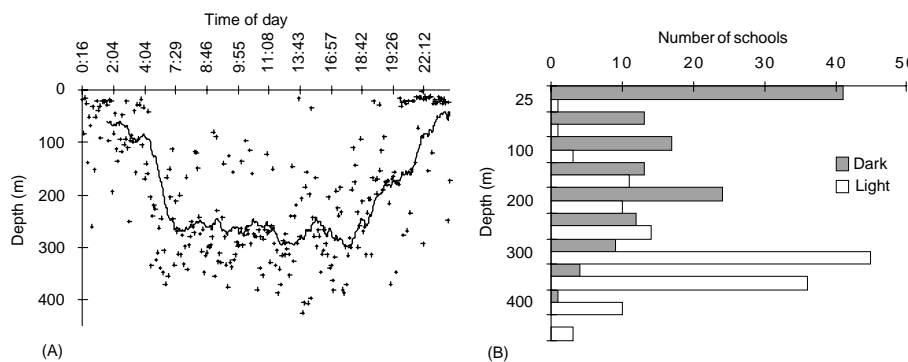 Time of day
0:16
2:04
4:04
7:29
8:46
9:55
11:08
13:43
16:57
18:42
19:26
22:12
0
100
200
300
400
Depth (m)
(A)
Number of schools
0 10 20 30 40 50
25
100
200
300
400
Depth (m)
Dark
Light
(B)